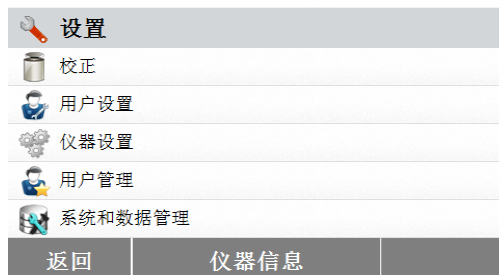 设置
校正
用户设置
仪器设置
用户管理
系统和数据管理
返回 仪器信息